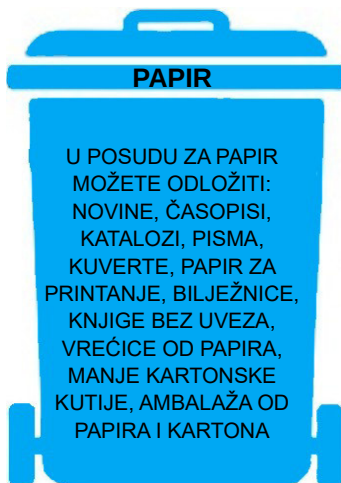 PAPIR
U POSUDU ZA PAPIR
MOŽETE ODLOŽITI:
NOVINE, ČASOPISI,
KATALOZI, PISMA,
KUVERTE, PAPIR ZA
PRINTANJE, BILJEŽNICE,
KNJIGE BEZ UVEZA,
VREĆICE OD PAPIRA,
MANJE KARTONSKE
KUTIJE, AMBALAŽA OD
PAPIRA I KARTONA